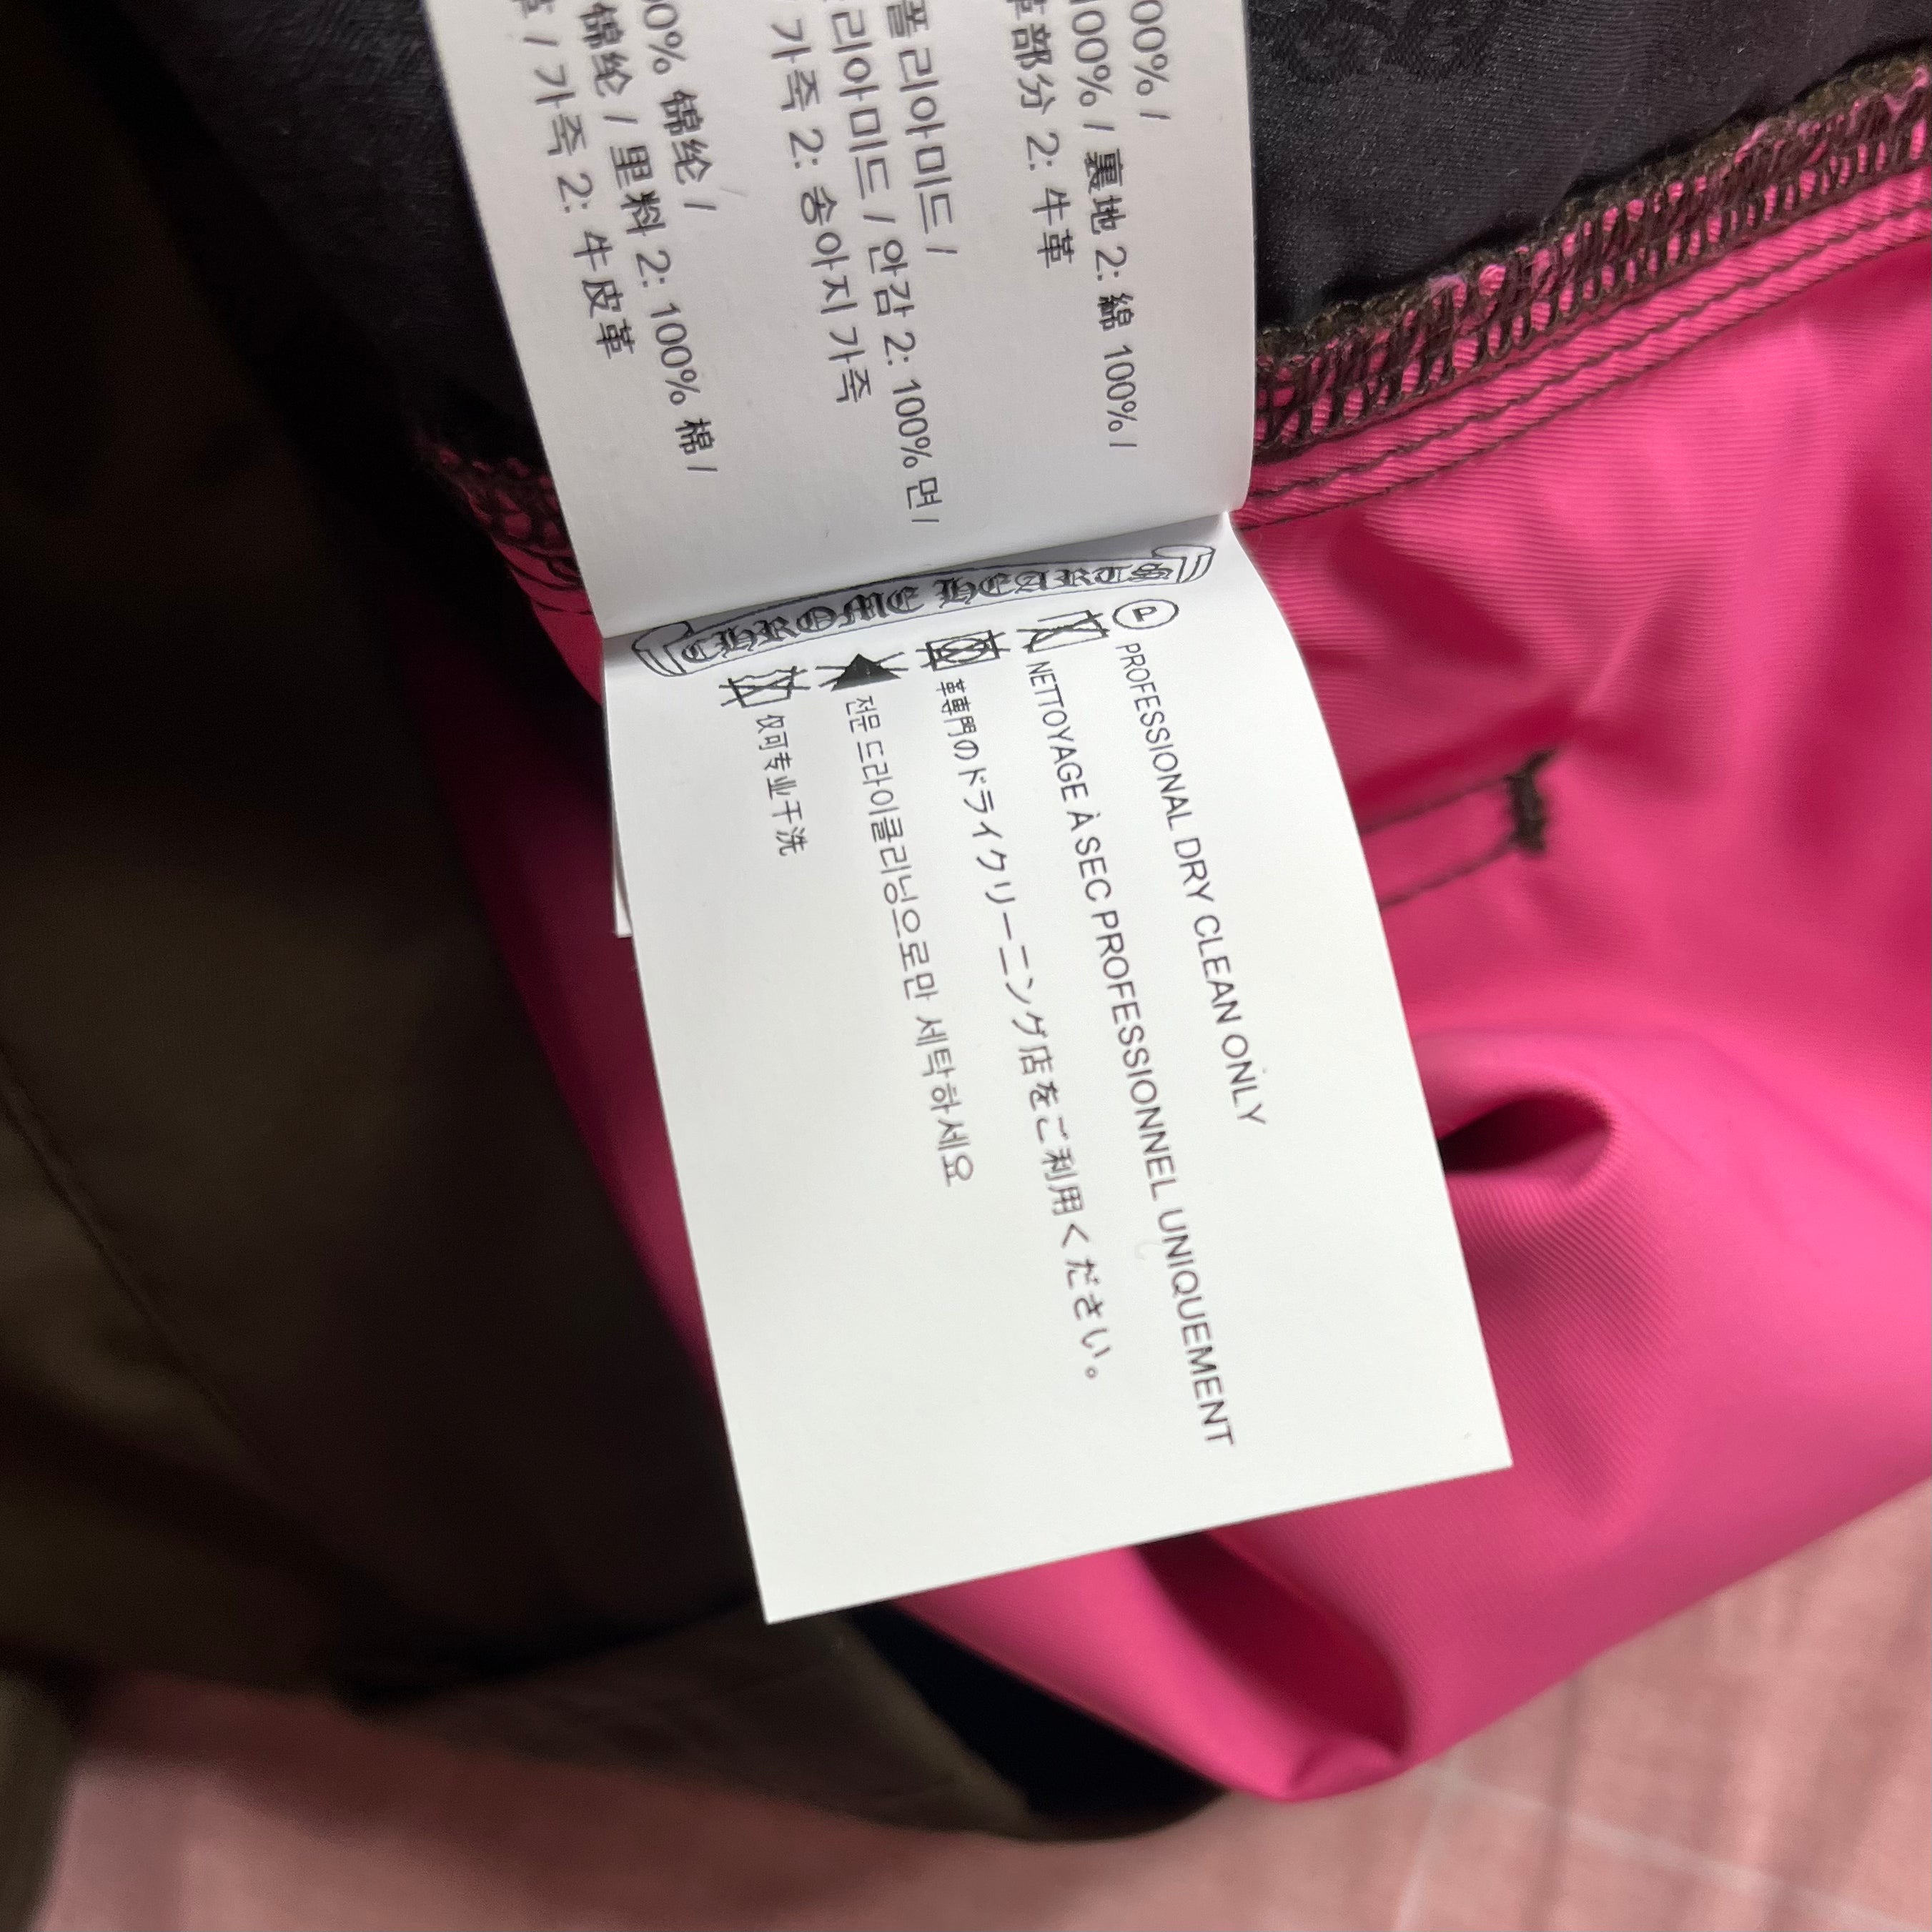 00% /
100% / 裏地 2: 綿 100% /
革部分 2: 牛革
폴리아미드 /
리아미드 / 안감 2: 100% 면 /
가죽 2: 송아지 가죽
00% 锦纶 /
锦纶 / 里料 2: 100% 棉 /
革 / 가죽 2: 牛皮革
CHROME HEARTS
P PROFESSIONAL DRY CLEAN ONLY
NETTOYAGE À SEC PROFESSIONNEL UNIQUEMENT
革専門のドライクリーニング店をご利用ください。
전문 드라이클리닝으로만 세탁하세요
仅可专业干洗